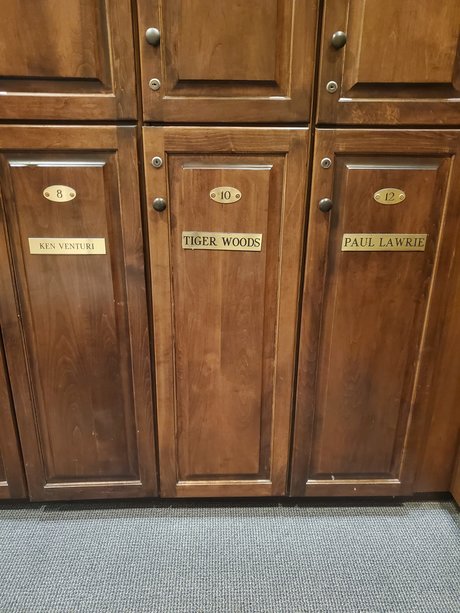 8
KEN VENTURI
10
TIGER WOODS
12
PAUL LAWRIE